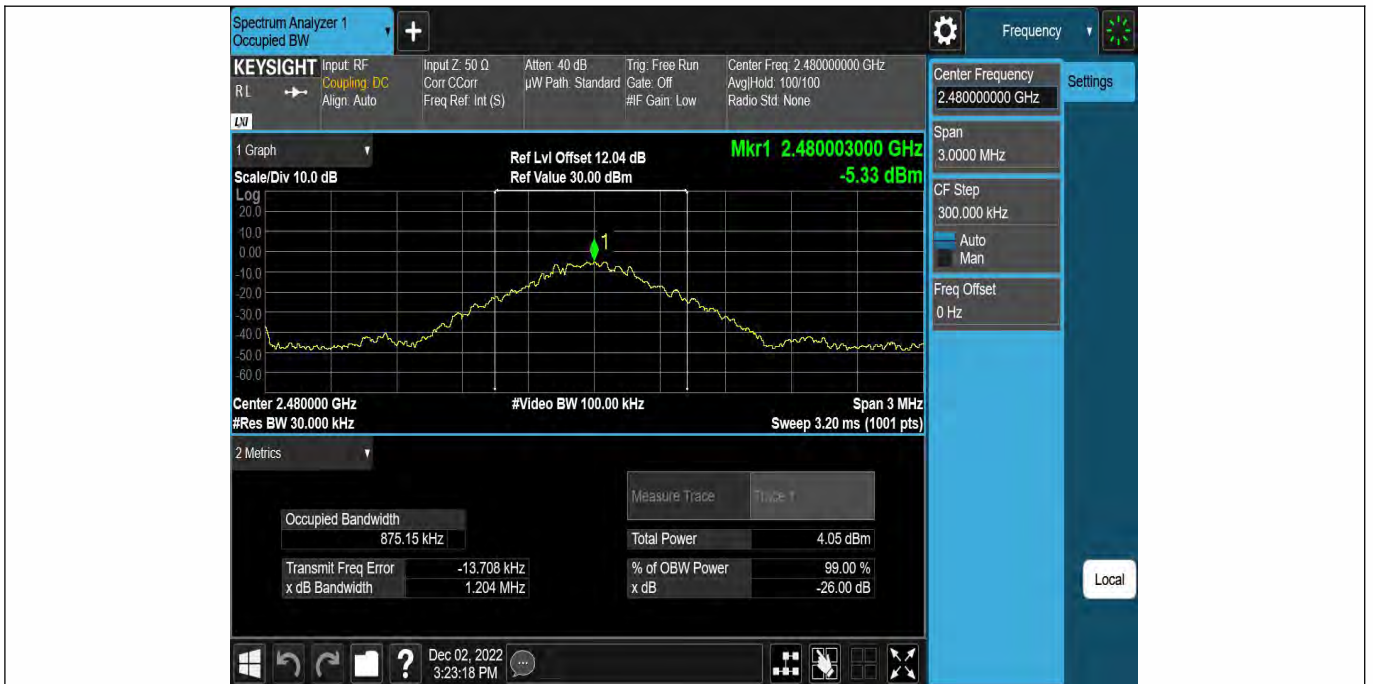 Spectrum Analyzer 1
Occupied BW
+
Frequency
KEYSIGHT
R L
LXI
Input: RF
Coupling: DC
Align: Auto
Input Z: 50 Ω
Corr CCorr
Freq Ref: Int (S)
Atten: 40 dB
µW Path: Standard
Trig: Free Run
Gate: Off
#IF Gain: Low
Center Freq: 2.480000000 GHz
Avg|Hold: 100/100
Radio Std: None
Center Frequency
2.480000000 GHz
Settings
Span
3.0000 MHz
CF Step
300.000 kHz
Auto
Man
Freq Offset
0 Hz
Local
1 Graph
Scale/Div 10.0 dB
Ref Lvl Offset 12.04 dB
Ref Value 30.00 dBm
Mkr1 2.480003000 GHz
-5.33 dBm
Log
20.0
10.0
0.00
-10.0
-20.0
-30.0
-40.0
-50.0
-60.0
1
Center 2.480000 GHz
#Video BW 100.00 kHz
Span 3 MHz
#Res BW 30.000 kHz
Sweep 3.20 ms (1001 pts)
2 Metrics
Measure Trace
Trace 1
Occupied Bandwidth
875.15 kHz
Total Power
4.05 dBm
Transmit Freq Error
-13.708 kHz
% of OBW Power
99.00 %
x dB Bandwidth
1.204 MHz
x dB
-26.00 dB
?
Dec 02, 2022
3:23:18 PM